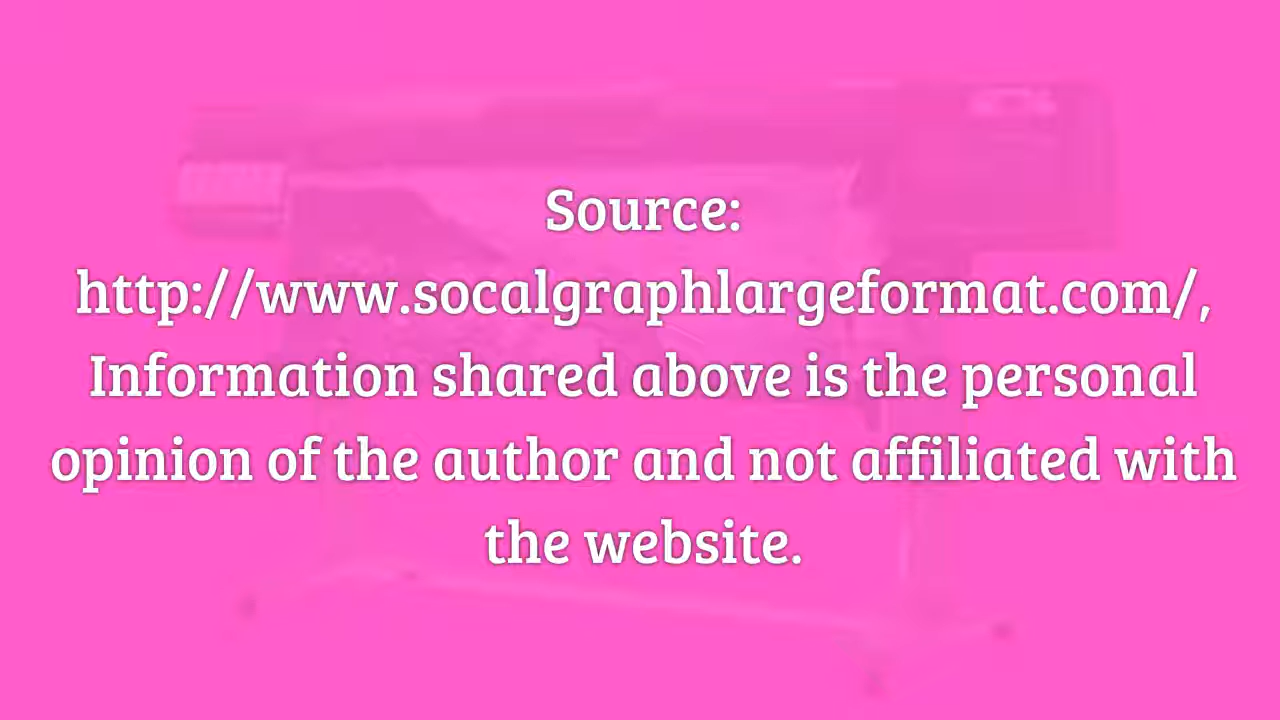 Source:
http://www.socalgraphlargeformat.com/,
Information shared above is the personal
opinion of the author and not affiliated with
the website.